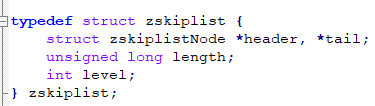 typedef struct zskiplist {
    struct zskiplistNode *header, *tail;
    unsigned long length;
    int level;
} zskiplist;